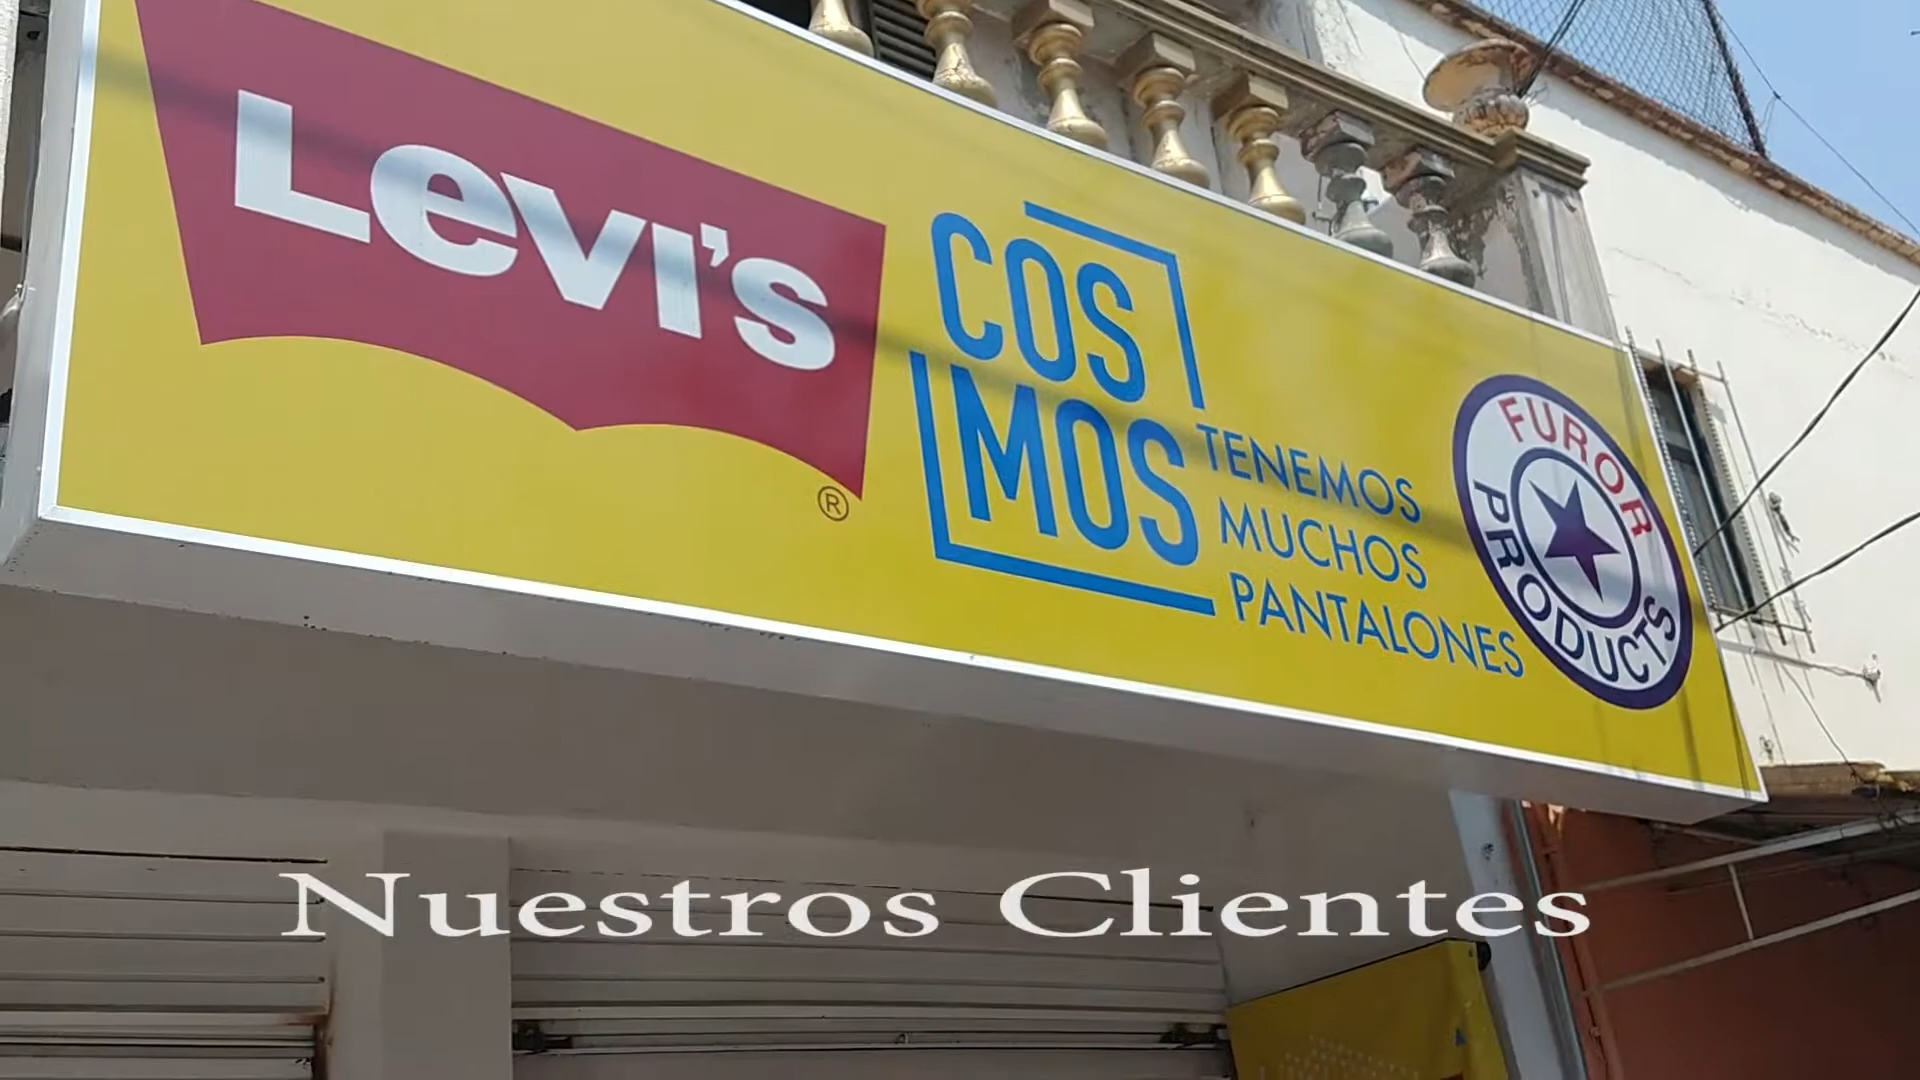 LEVI'S
®
COS
MOS
TENEMOS
MUCHOS
PANTALONES
FUROR
PRODUCTS
Nuestros Clientes